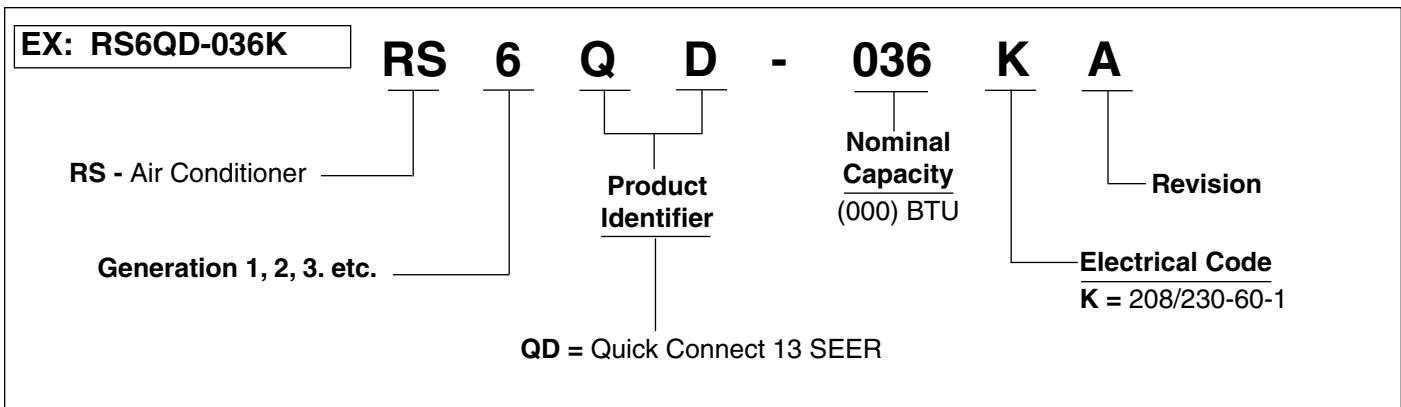 EX: RS6QD-036K
RS 6 Q D - 036 K A
RS - Air Conditioner
Generation 1, 2, 3. etc.
Product
Identifier
QD = Quick Connect 13 SEER
Nominal
Capacity
(000) BTU
Revision
Electrical Code
K = 208/230-60-1